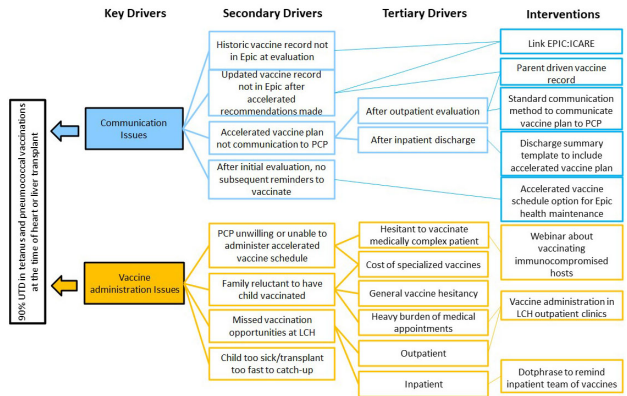 Key Drivers
Secondary Drivers
Tertiary Drivers
Interventions
90% UTD in tetanus and pneumococcal vaccinations
at the time of heart or liver transplant
Communication
Issues
Vaccine
administration Issues
Historic vaccine record not
in Epic at evaluation
Updated vaccine record
not in Epic after
accelerated
recommendations made
Accelerated vaccine plan
not communication to PCP
After initial evaluation, no
subsequent reminders to
vaccinate
PCP unwilling or unable to
administer accelerated
vaccine schedule
Family reluctant to have
child vaccinated
Missed vaccination
opportunities at LCH
Child too sick/transplant
too fast to catch-up
After outpatient evaluation
After inpatient discharge
Hesitant to vaccinate
medically complex patient
Cost of specialized vaccines
General vaccine hesitancy
Heavy burden of medical
appointments
Outpatient
Inpatient
Link EPIC:ICARE
Parent driven vaccine
record
Standard communication
method to communicate
vaccine plan to PCP
Discharge summary
template to include
accelerated vaccine plan
Accelerated vaccine
schedule option for Epic
health maintenance
Webinar about
vaccinating
immunocompromised
hosts
Vaccine administration in
LCH outpatient clinics
Dotphrase to remind
inpatient team of vaccines